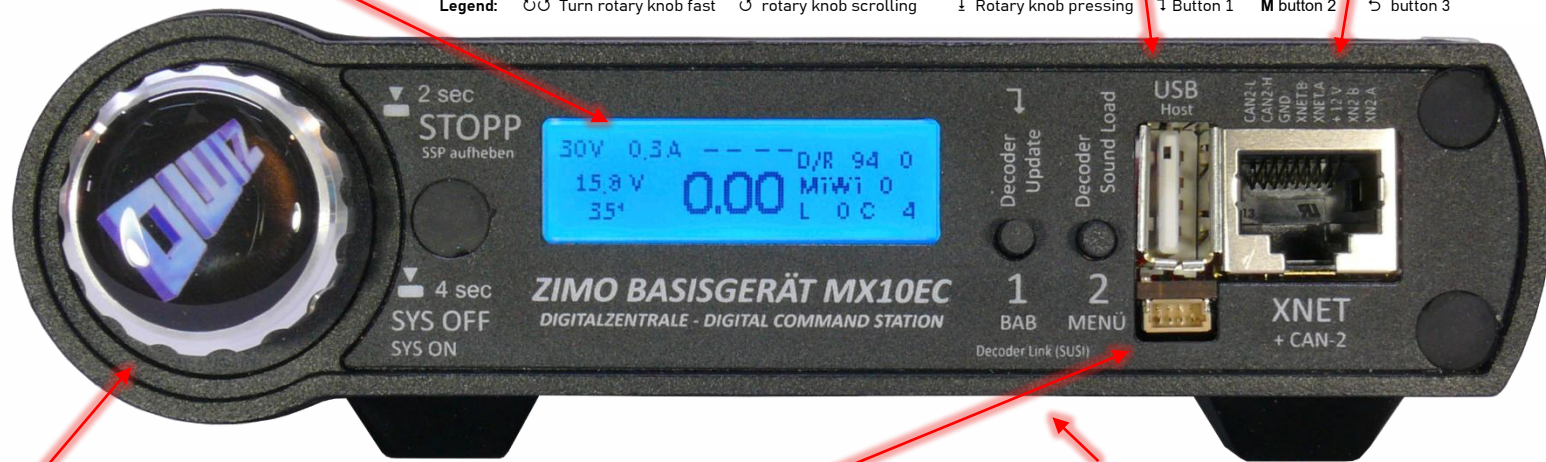 Legend: ↻↺ Turn rotary knob fast ↺ rotary knob scrolling ⤓ Rotary knob pressing ↴ Button 1 M button 2 ⮌ button 3
2 sec
STOPP
SSP aufheben
4 sec
SYS OFF
SYS ON
ZIMO
30V 0,3A ---- D/R 94 0
15,9 V 0.00 MiWi 0
35° L 0 C 4
ZIMO BASISGERÄT MX10EC
DIGITALZENTRALE - DIGITAL COMMAND STATION
Decoder Update
1
BAB
Decoder Sound Load
2
MENÜ
Decoder Link (SUSI)
USB
Host
CAN2-L
CAN2-H
GND
XNET.B
XNET.A
+ 12 V
XN2 B
XN2.A
XNET
+ CAN-2